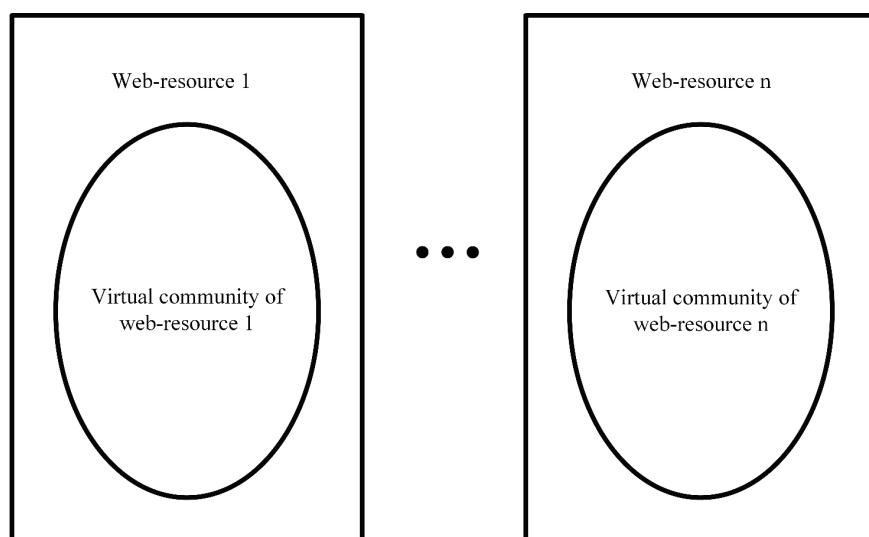 Web-resource 1
Web-resource n
Virtual community of
web-resource 1
Virtual community of
web-resource n